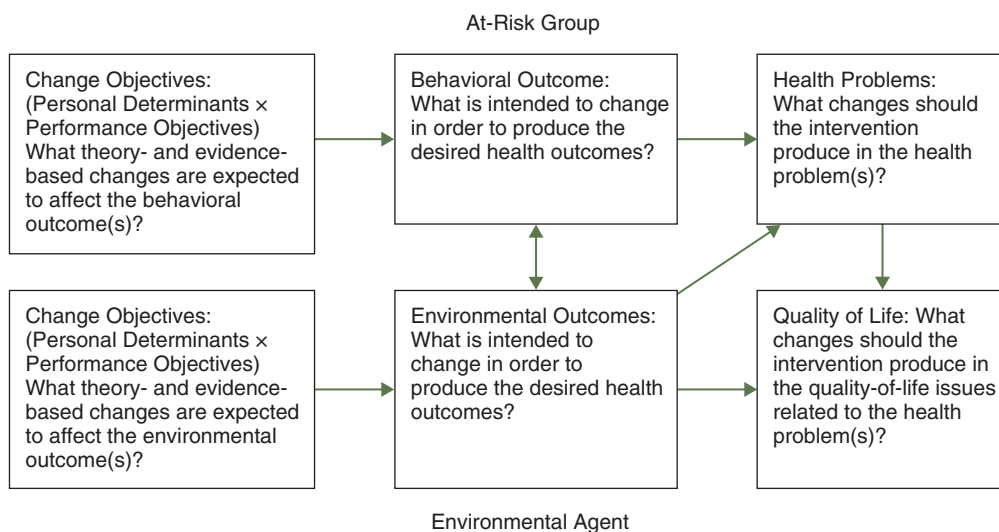 At-Risk Group
Change Objectives:
(Personal Determinants ×
Performance Objectives)
What theory- and evidence-
based changes are expected
to affect the behavioral
outcome(s)?
Behavioral Outcome:
What is intended to change
in order to produce the
desired health outcomes?
Health Problems:
What changes should
the intervention
produce in the health
problem(s)?
Change Objectives:
(Personal Determinants ×
Performance Objectives)
What theory- and evidence-
based changes are expected
to affect the environmental
outcome(s)?
Environmental Outcomes:
What is intended to
change in order to
produce the desired health
outcomes?
Quality of Life: What
changes should the
intervention produce in
the quality-of-life issues
related to the health
problem(s)?
Environmental Agent